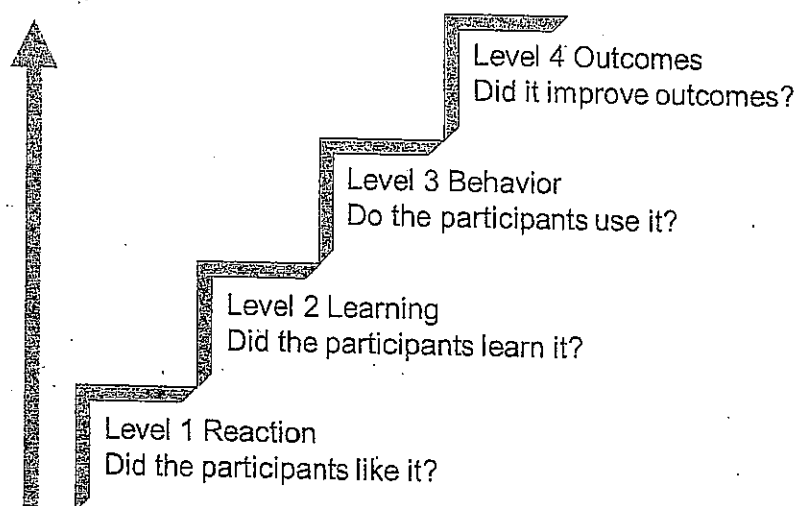 Level 4 Outcomes
Did it improve outcomes?
Level 3 Behavior
Do the participants use it?
Level 2 Learning
Did the participants learn it?
Level 1 Reaction
Did the participants like it?